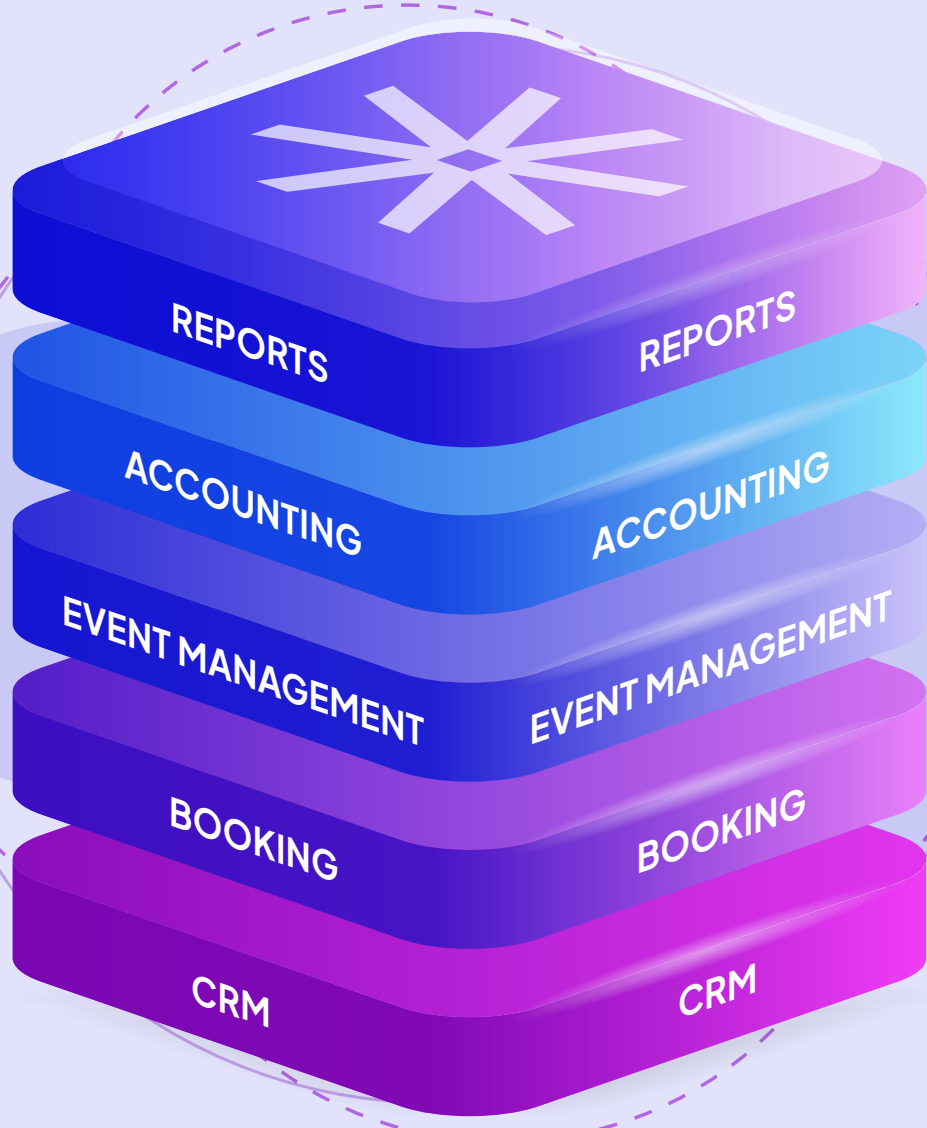 REPORTS
REPORTS
ACCOUNTING
ACCOUNTING
EVENT MANAGEMENT
EVENT MANAGEMENT
BOOKING
BOOKING
CRM
CRM